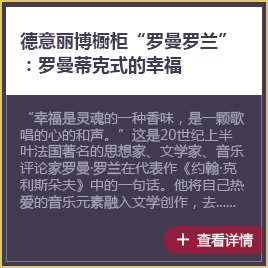 德意丽博橱柜“罗曼罗兰”
：罗曼蒂克式的幸福
“幸福是灵魂的一种香味，是一颗歌
唱的心的和声。”这是20世纪上半
叶法国著名的思想家、文学家、音乐
评论家罗曼·罗兰在代表作《约翰·克
利斯朵夫》中的一句话。他将自己热
爱的音乐元素融入文学创作，去......
+ 查看详情